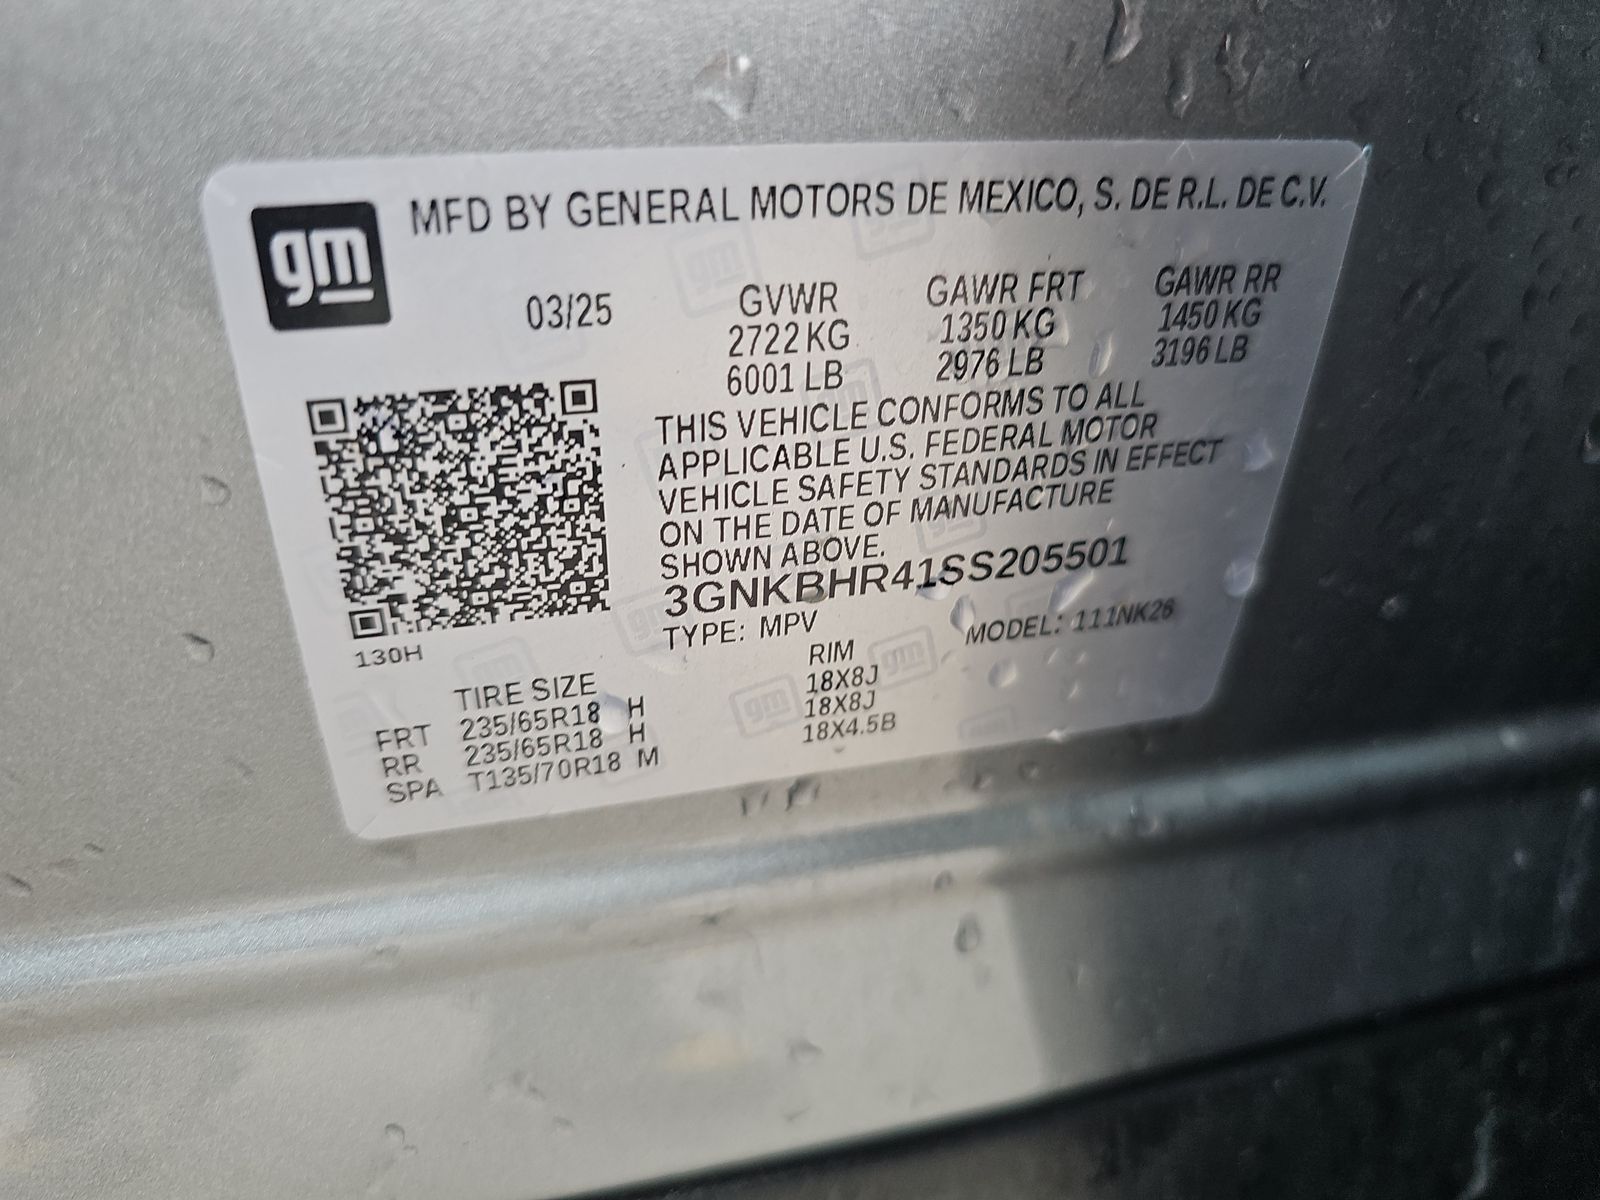 gm
MFD BY GENERAL MOTORS DE MEXICO, S. DE R.L. DE C.V.
03/25
GVWR GAWR FRT GAWR RR
2722 KG 1350 KG 1450 KG
6001 LB 2976 LB 3196 LB
THIS VEHICLE CONFORMS TO ALL
APPLICABLE U.S. FEDERAL MOTOR
VEHICLE SAFETY STANDARDS IN EFFECT
ON THE DATE OF MANUFACTURE
SHOWN ABOVE.
3GNKBHR41SS205501
TYPE: MPV MODEL: 111NK26
130H
TIRE SIZE RIM
FRT 235/65R18 H 18X8J
RR 235/65R18 H 18X8J
SPA T135/70R18 M 18X4.5B